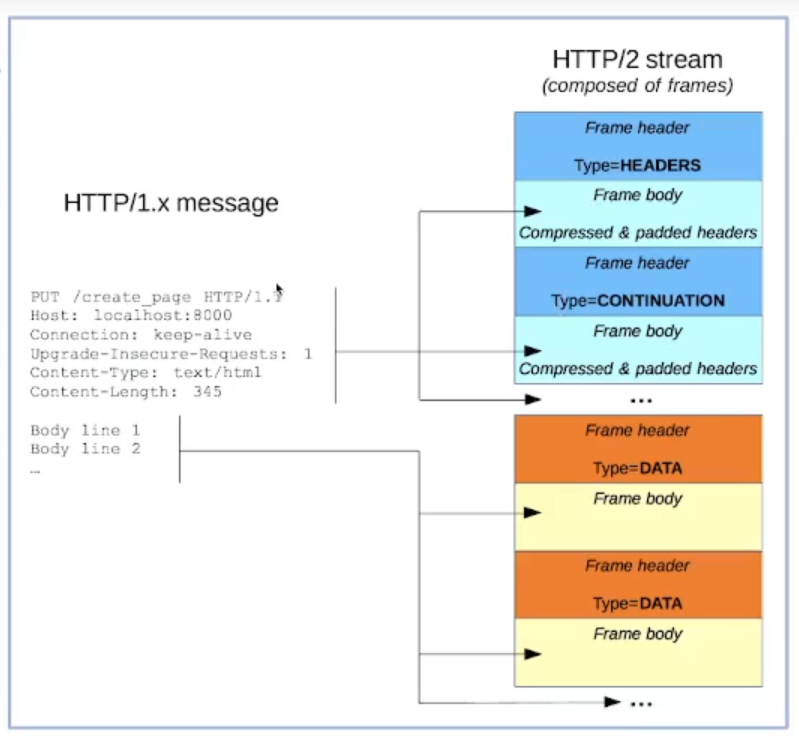 HTTP/1.x message
PUT /create_page HTTP/1.
Host: localhost:8000
Connection: keep-alive
Upgrade-Insecure-Requests: 1
Content-Type: text/html
Content-Length: 345
Body line 1
Body line 2
…
HTTP/2 stream
(composed of frames)
Frame header
Type=HEADERS
Frame body
Compressed & padded headers
Frame header
Type=CONTINUATION
Frame body
Compressed & padded headers
...
Frame header
Type=DATA
Frame body
Frame header
Type=DATA
Frame body
...